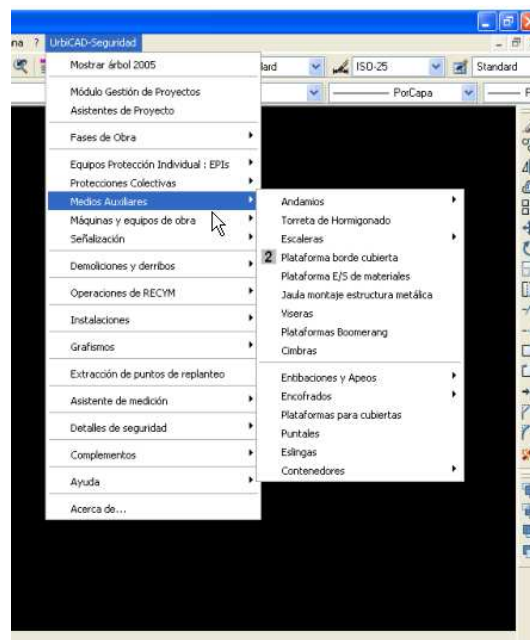 na ? UrbiCAD-Seguridad
lard ISO-25 Standard
PorCapa
Mostrar árbol 2005
Módulo Gestión de Proyectos
Asistentes de Proyecto
Fases de Obra
Equipos Protección Individual : EPIs
Protecciones Colectivas
Medios Auxiliares
Máquinas y equipos de obra
Señalización
Demoliciones y derribos
Operaciones de RECYM
Instalaciones
Grafismos
Extracción de puntos de replanteo
Asistente de medición
Detalles de seguridad
Complementos
Ayuda
Acerca de...
Andamios
Torreta de Hormigonado
Escaleras
2 Plataforma borde cubierta
Plataforma E/S de materiales
Jaula montaje estructura metálica
Viseras
Plataformas Boomerang
Cimbras
Entibaciones y Apeos
Encofrados
Plataformas para cubiertas
Puntales
Eslingas
Contenedores